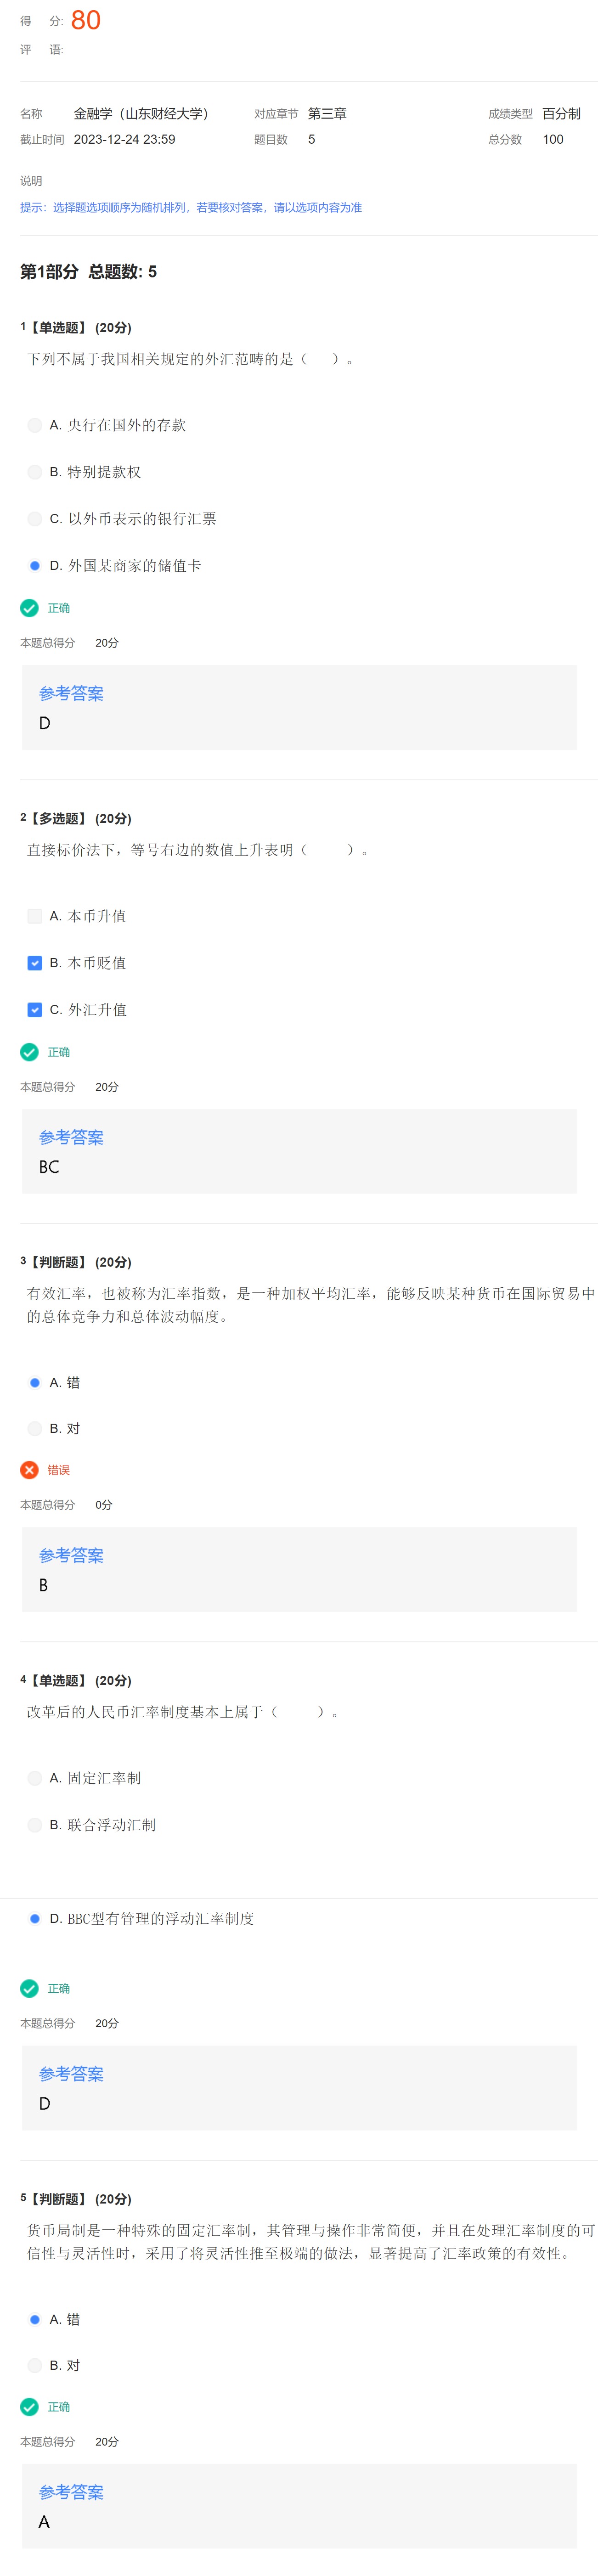 得 分: 80
评 语:
名称 金融学（山东财经大学） 对应章节 第三章 成绩类型 百分制
截止时间 2023-12-24 23:59 题目数 5 总分数 100
说明
提示：选择题选项顺序为随机排列，若要核对答案，请以选项内容为准
第1部分 总题数: 5
1【单选题】 (20分)
下列不属于我国相关规定的外汇范畴的是（ ）。
A. 央行在国外的存款
B. 特别提款权
C. 以外币表示的银行汇票
D. 外国某商家的储值卡
正确
本题总得分 20分
参考答案
D
2【多选题】 (20分)
直接标价法下，等号右边的数值上升表明（ ）。
A. 本币升值
B. 本币贬值
C. 外汇升值
正确
本题总得分 20分
参考答案
BC
3【判断题】 (20分)
有效汇率，也被称为汇率指数，是一种加权平均汇率，能够反映某种货币在国际贸易中
的总体竞争力和总体波动幅度。
A. 错
B. 对
错误
本题总得分 0分
参考答案
B
4【单选题】 (20分)
改革后的人民币汇率制度基本上属于（ ）。
A. 固定汇率制
B. 联合浮动汇制
D. BBC型有管理的浮动汇率制度
正确
本题总得分 20分
参考答案
D
5【判断题】 (20分)
货币局制是一种特殊的固定汇率制，其管理与操作非常简便，并且在处理汇率制度的可
信性与灵活性时，采用了将灵活性推至极端的做法，显著提高了汇率政策的有效性。
A. 错
B. 对
正确
本题总得分 20分
参考答案
A